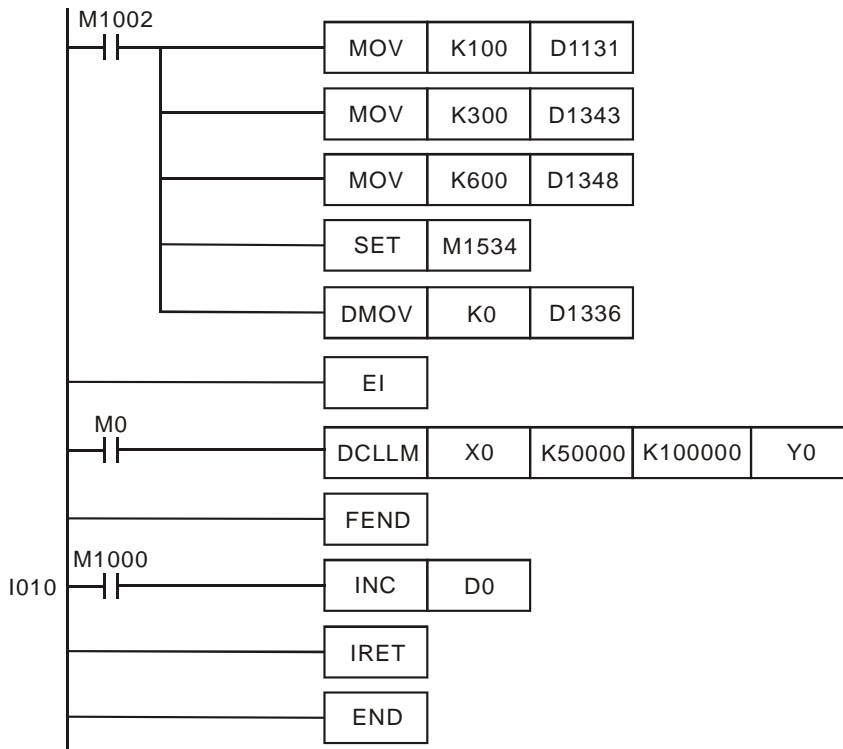 M1002
MOV K100 D1131
MOV K300 D1343
MOV K600 D1348
SET M1534
DMOV K0 D1336
EI
M0
DCLLM X0 K50000 K100000 Y0
FEND
M1000
I010 INC D0
IRET
END